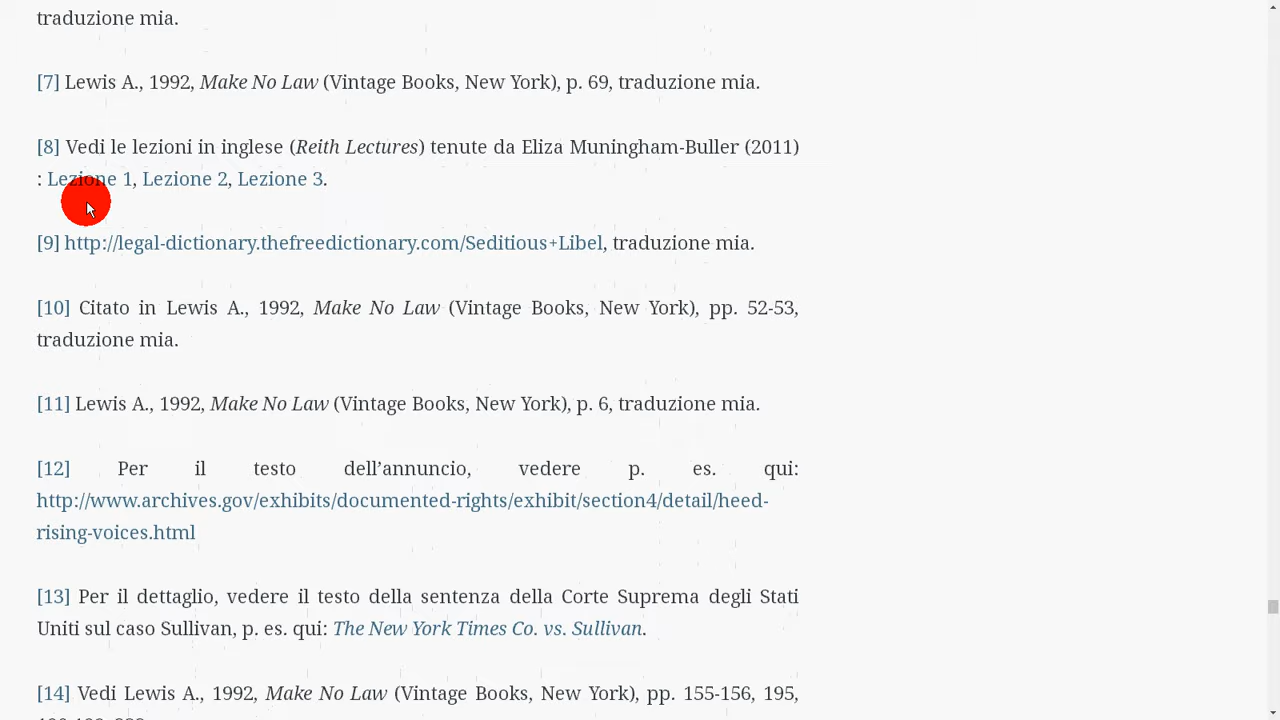 traduzione mia.
[7] Lewis A., 1992, Make No Law (Vintage Books, New York), p. 69, traduzione mia.
[8] Vedi le lezioni in inglese (Reith Lectures) tenute da Eliza Muningham-Buller (2011)
: Lezione 1, Lezione 2, Lezione 3.
[9] http://legal-dictionary.thefreedictionary.com/Seditious+Libel, traduzione mia.
[10] Citato in Lewis A., 1992, Make No Law (Vintage Books, New York), pp. 52-53,
traduzione mia.
[11] Lewis A., 1992, Make No Law (Vintage Books, New York), p. 6, traduzione mia.
[12] Per il testo dell’annuncio, vedere p. es. qui:
http://www.archives.gov/exhibits/documented-rights/exhibit/section4/detail/heed-
rising-voices.html
[13] Per il dettaglio, vedere il testo della sentenza della Corte Suprema degli Stati
Uniti sul caso Sullivan, p. es. qui: The New York Times Co. vs. Sullivan.
[14] Vedi Lewis A., 1992, Make No Law (Vintage Books, New York), pp. 155-156, 195,